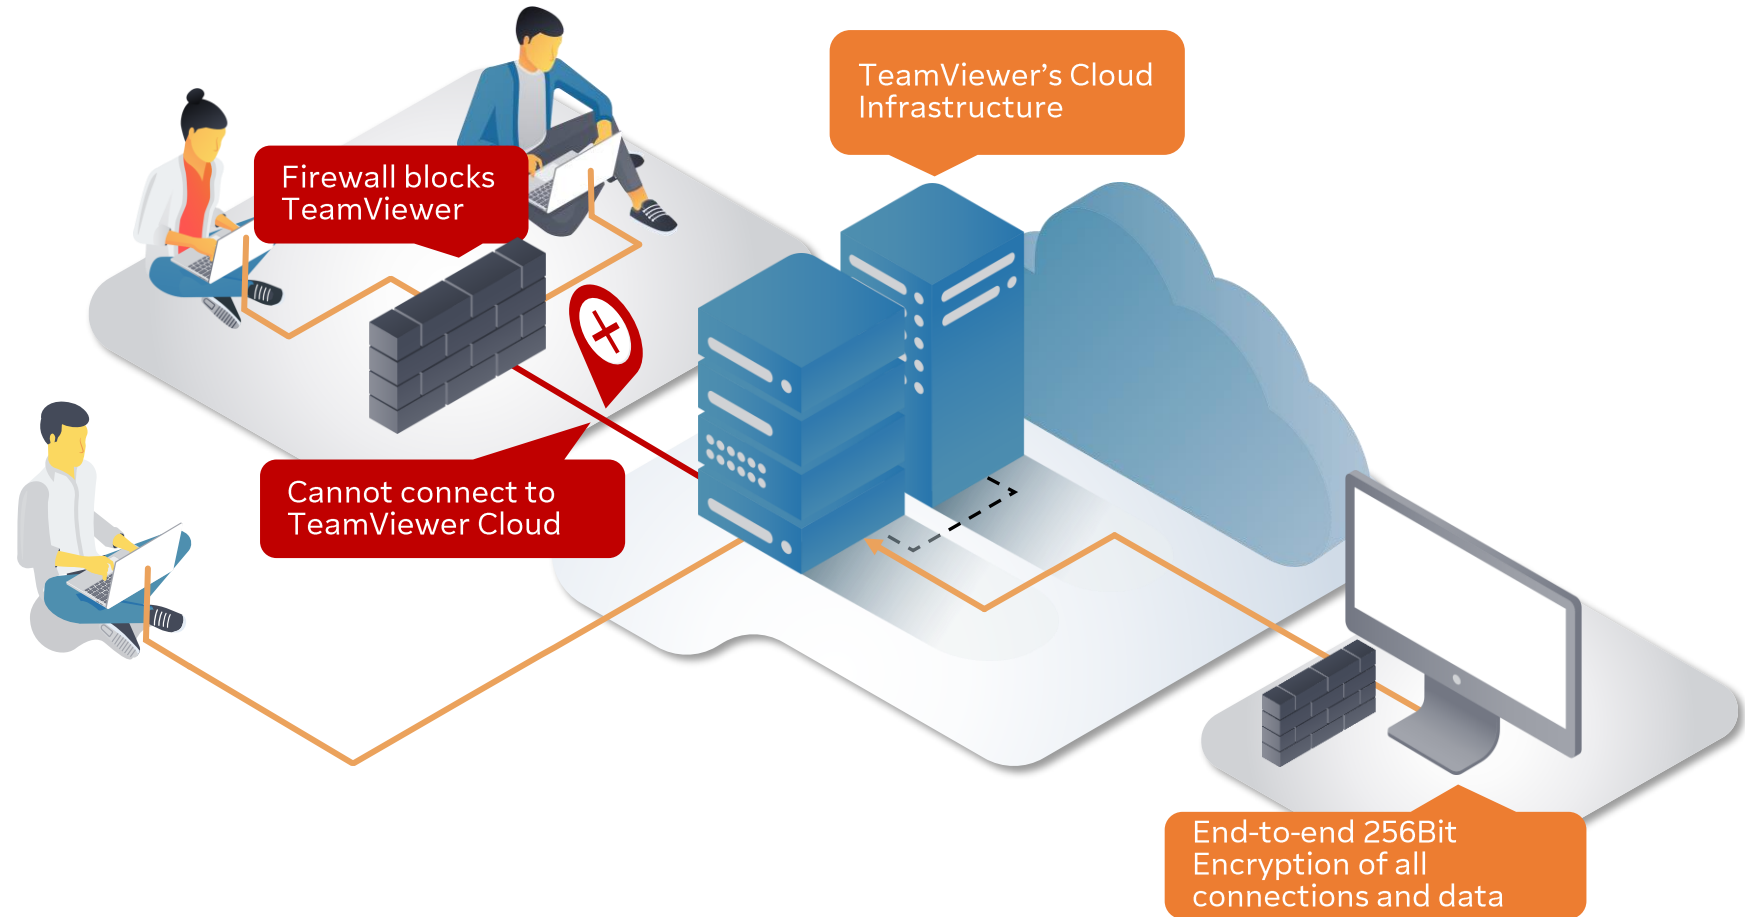 TeamViewer’s Cloud
Infrastructure
Firewall blocks
TeamViewer
Cannot connect to
TeamViewer Cloud
End-to-end 256Bit
Encryption of all
connections and data